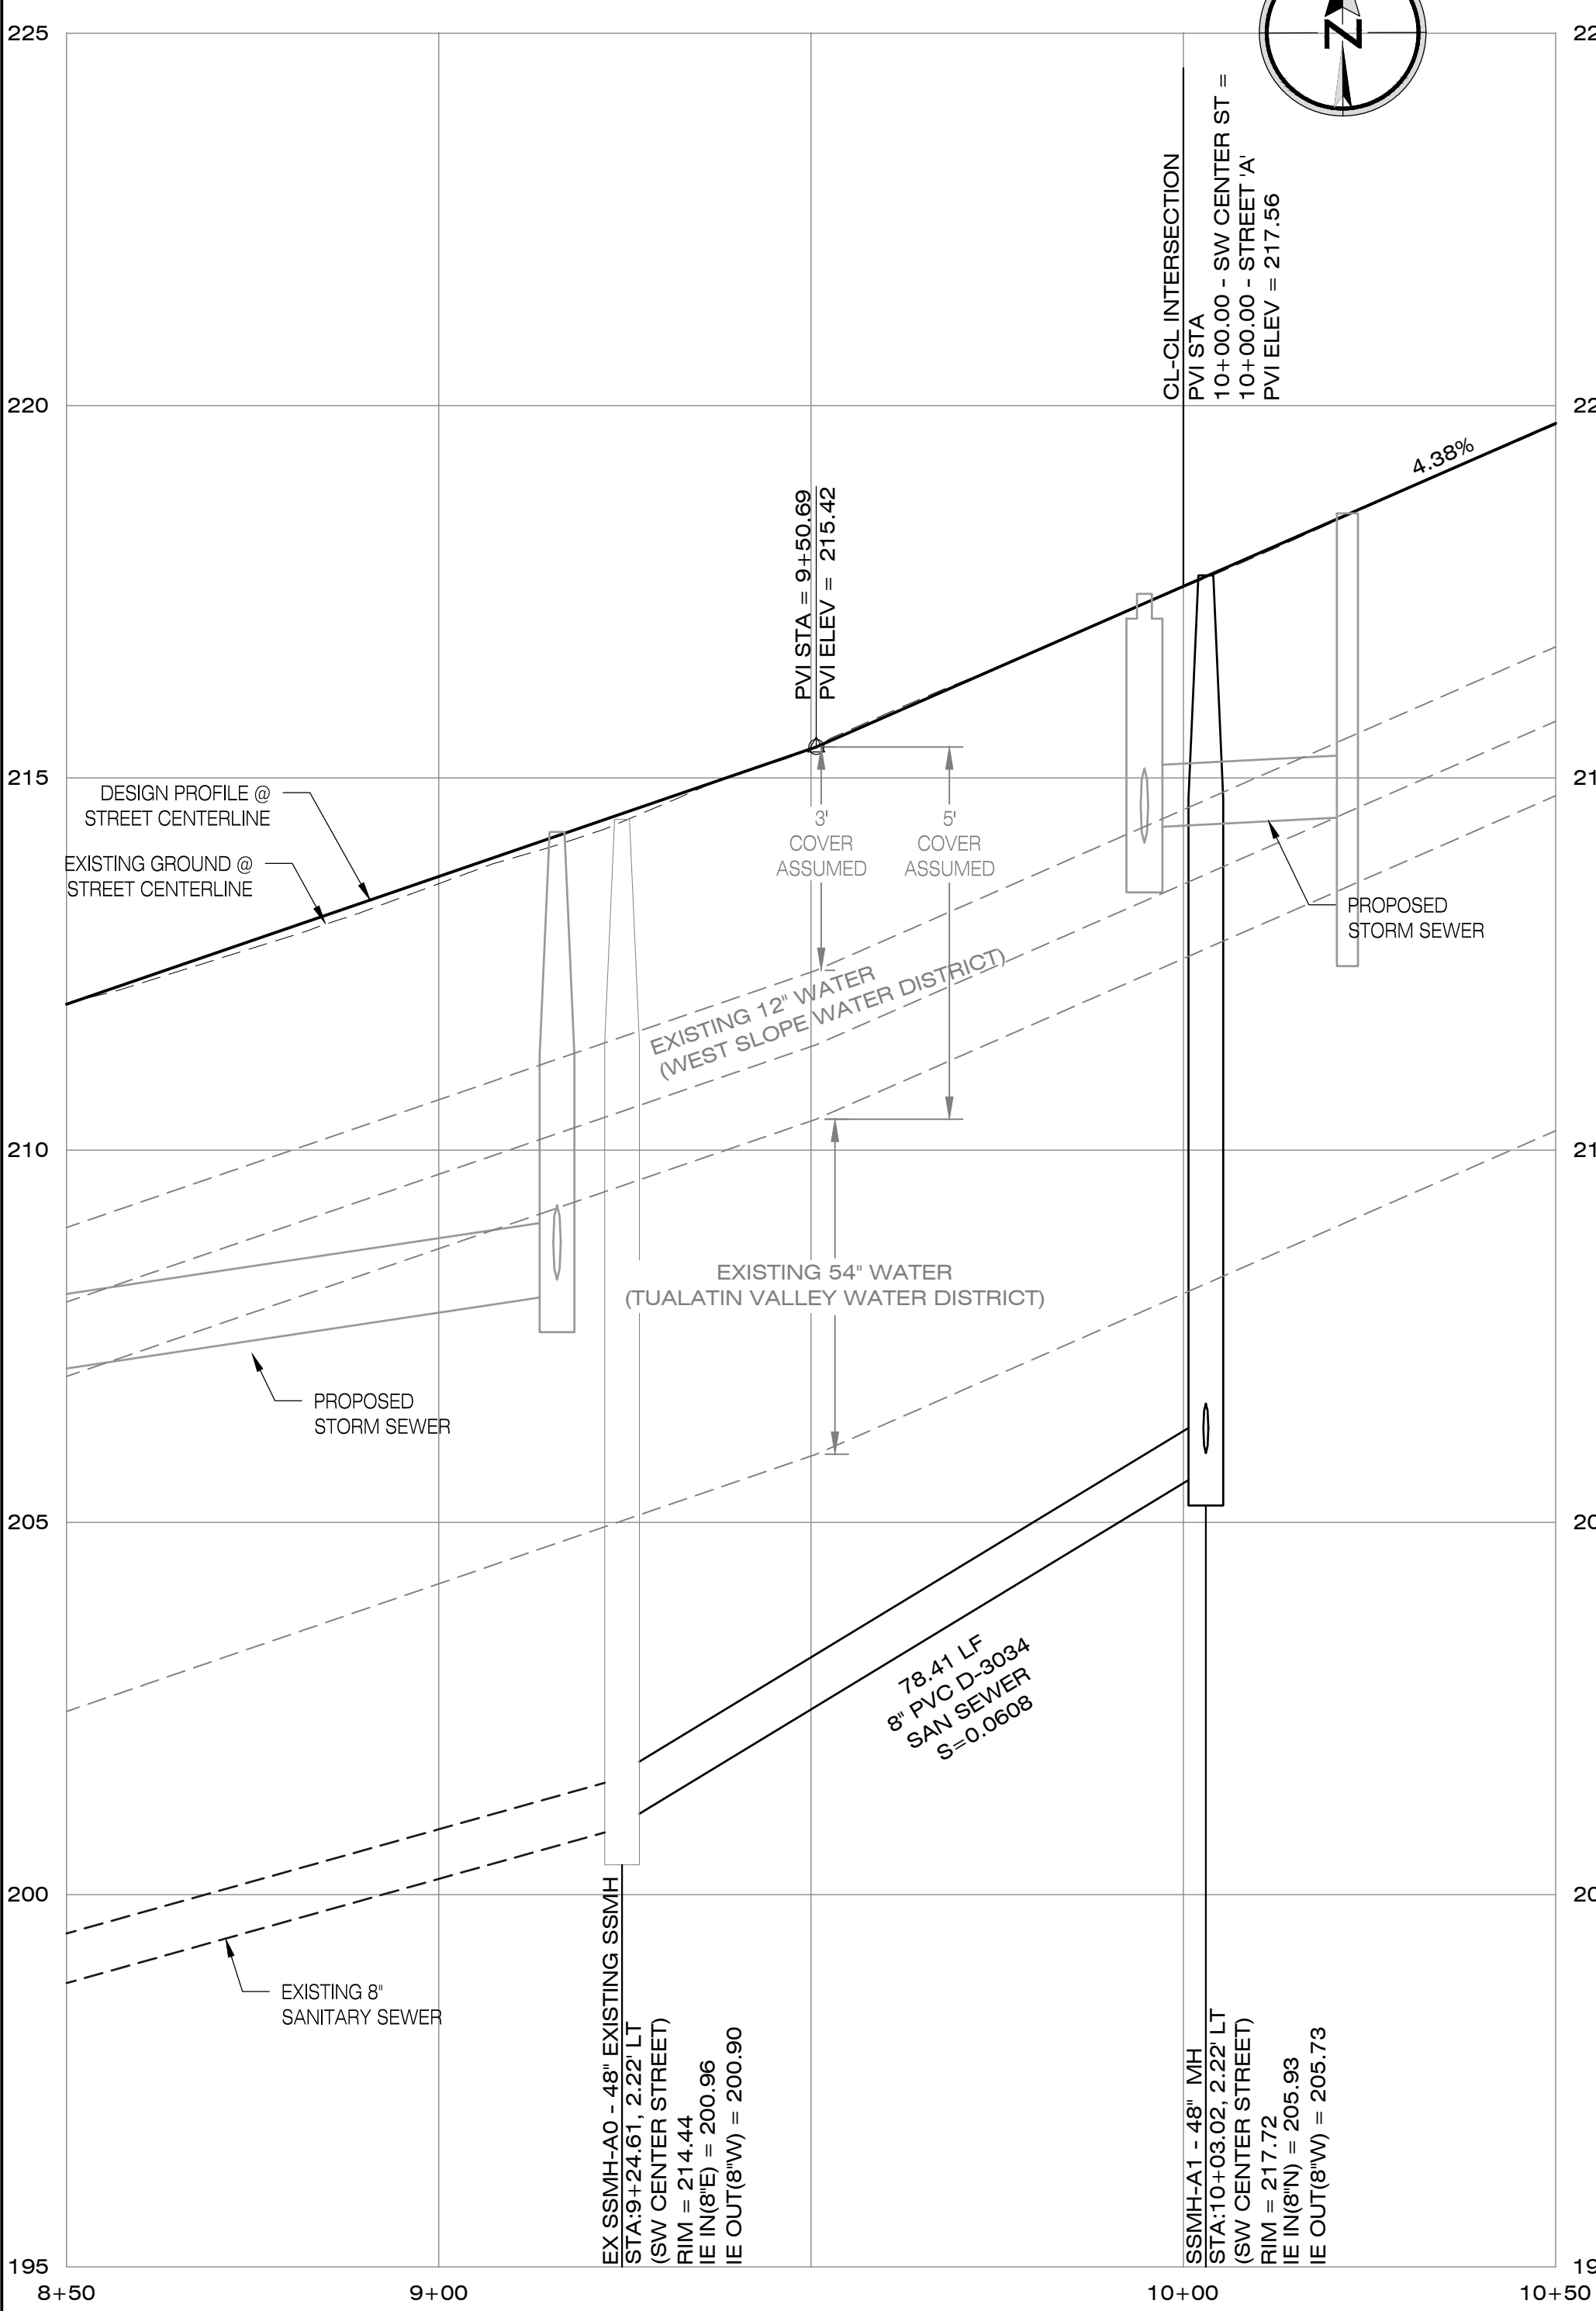 N
225
CL-CL INTERSECTION
PVI STA
10+00.00 - SW CENTER ST =
10+00.00 - STREET 'A'
PVI ELEV = 217.56
220
4.38%
PVI STA = 9+50.69
PVI ELEV = 215.42
215
DESIGN PROFILE @
STREET CENTERLINE
EXISTING GROUND @
STREET CENTERLINE
3'
COVER
ASSUMED
5'
COVER
ASSUMED
PROPOSED
STORM SEWER
EXISTING 12" WATER
(WEST SLOPE WATER DISTRICT)
210
EXISTING 54" WATER
(TUALATIN VALLEY WATER DISTRICT)
PROPOSED
STORM SEWER
205
78.41 LF
8" PVC D-3034
SAN SEWER
S=0.0608
200
EXISTING 8"
SANITARY SEWER
EX SSMH-A0 - 48" EXISTING SSMH
STA:9+24.61, 2.22' LT
(SW CENTER STREET)
RIM = 214.44
IE IN(8"E) = 200.96
IE OUT(8"W) = 200.90
SSMH-A1 - 48" MH
STA:10+03.02, 2.22' LT
(SW CENTER STREET)
RIM = 217.72
IE IN(8"N) = 205.93
IE OUT(8"W) = 205.73
195
8+50
9+00
10+00
10+50